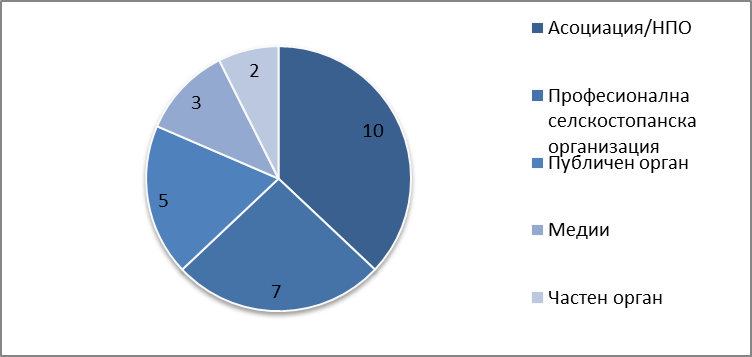 10
7
5
3
2
Асоциация/НПО
Професионална
селскостопанска
организация
Публичен орган
Медии
Частен орган